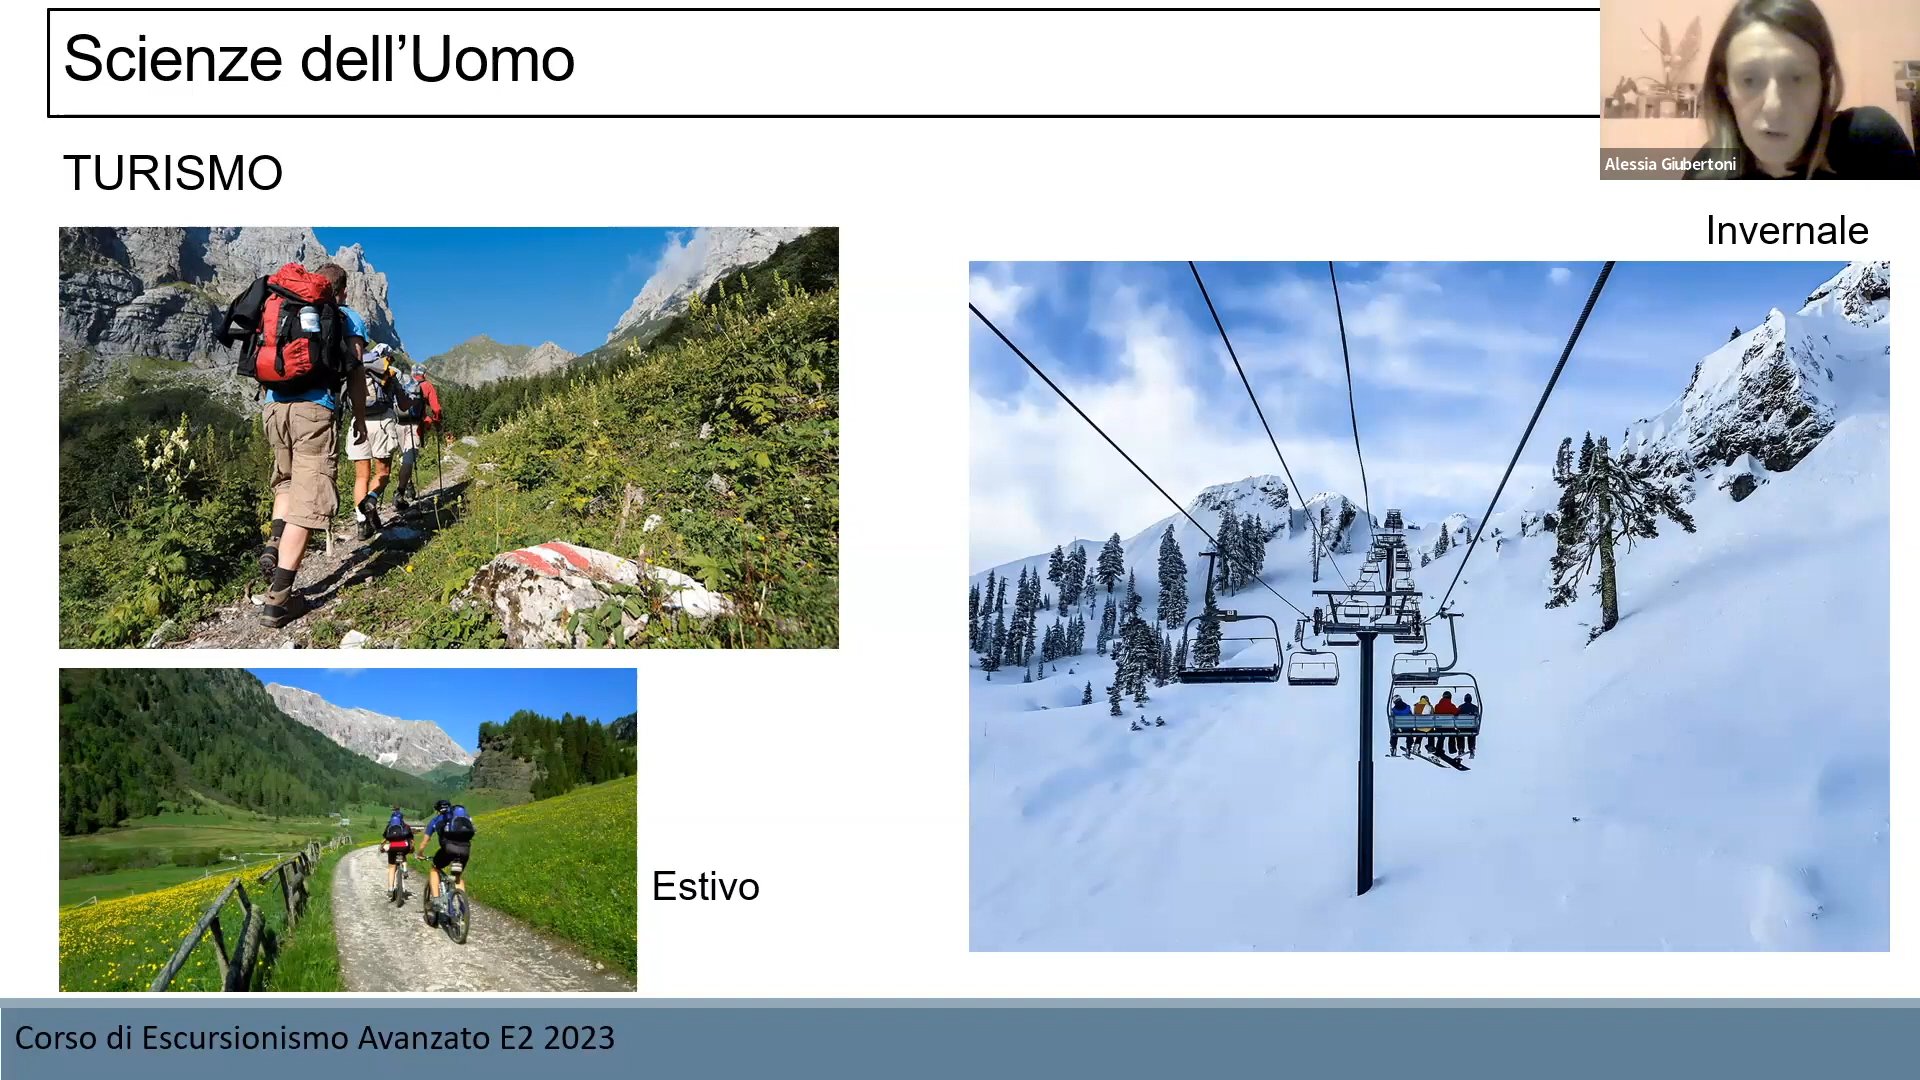 Scienze dell’Uomo
Alessia Giubertoni
TURISMO
Invernale
Estivo
Corso di Escursionismo Avanzato E2 2023